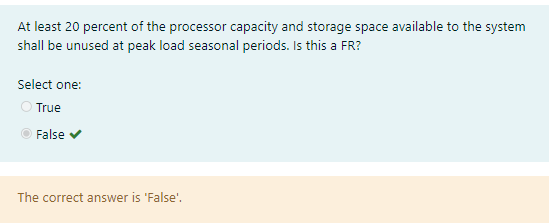 At least 20 percent of the processor capacity and storage space available to the system
shall be unused at peak load seasonal periods. Is this a FR?
Select one:
True
False
The correct answer is 'False'.